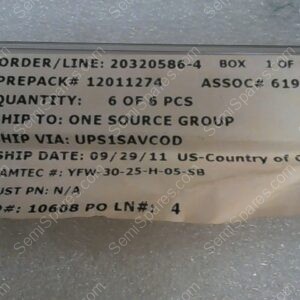 ORDER/LINE: 20320586-4 BOX 1 OF
PREPACK# 12011274 ASSOC# 619
QUANTITY: 6 OF 6 PCS
SHIP TO: ONE SOURCE GROUP
SHIP VIA: UPS1SAVCOD
SHIP DATE: 09/29/11 US-Country of
AMTEC #: YFW-30-25-H-05-SB
UST PN: N/A
O#: 10608 PO LN#: 4
SemiSpares.com